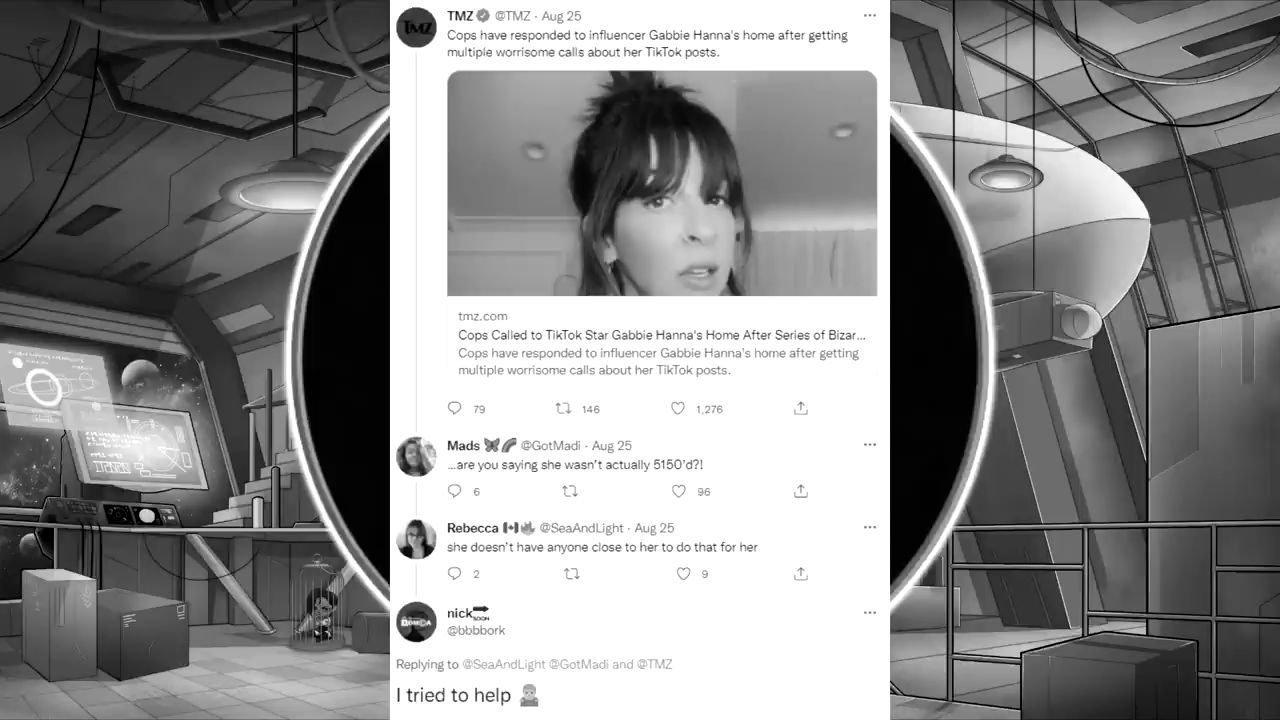 TMZ @TMZ · Aug 25
Cops have responded to influencer Gabbie Hanna's home after getting
multiple worrisome calls about her TikTok posts.
tmz.com
Cops Called to TikTok Star Gabbie Hanna's Home After Series of Bizar...
Cops have responded to influencer Gabbie Hanna's home after getting
multiple worrisome calls about her TikTok posts.
79 146 1,276
Mads 🦋🌈 @GotMadi · Aug 25
...are you saying she wasn't actually 5150'd?!
6 96
Rebecca 🇨🇦🍁 @SeaAndLight · Aug 25
she doesn't have anyone close to her to do that for her
2 9
nick🔜
@bbbbork
Replying to @SeaAndLight @GotMadi and @TMZ
I tried to help